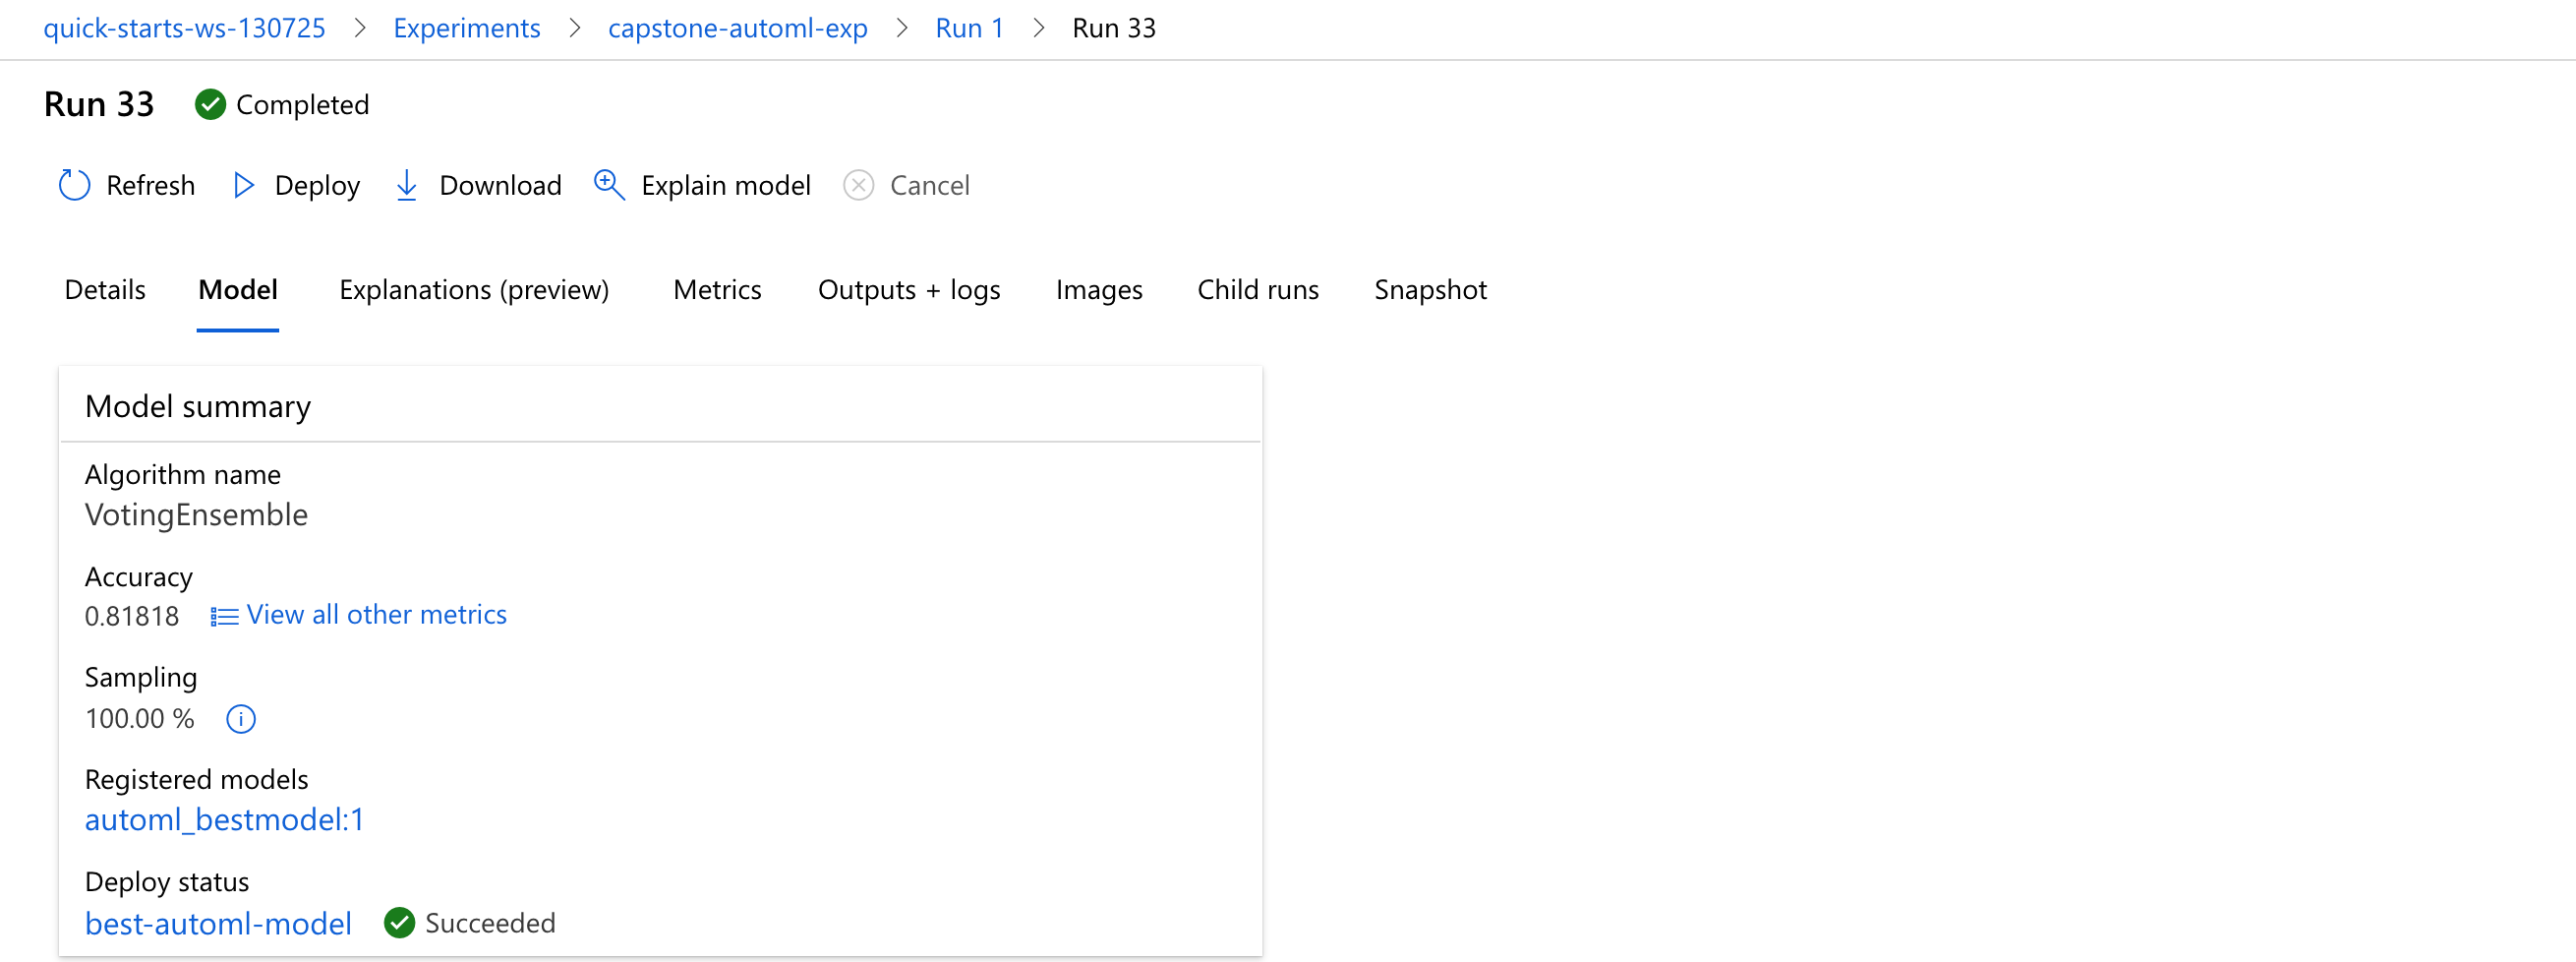 quick-starts-ws-130725 > Experiments > capstone-automl-exp > Run 1 > Run 33
Run 33 Completed
Refresh Deploy Download Explain model Cancel
Details Model Explanations (preview) Metrics Outputs + logs Images Child runs Snapshot
Model summary
Algorithm name
VotingEnsemble
Accuracy
0.81818 View all other metrics
Sampling
100.00 %
Registered models
automl_bestmodel:1
Deploy status
best-automl-model Succeeded